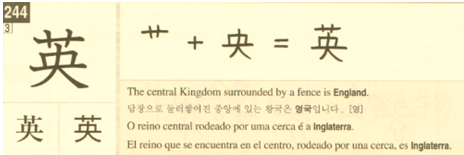 244
3
英
艹 + 央 = 英
英 英
The central Kingdom surrounded by a fence is England.
담장으로 둘러쌓여진 중앙에 있는 왕국은 영국입니다. [영]
O reino central rodeado por uma cerca é a Inglaterra.
El reino que se encuentra en el centro, rodeado por una cerca, es Inglaterra.